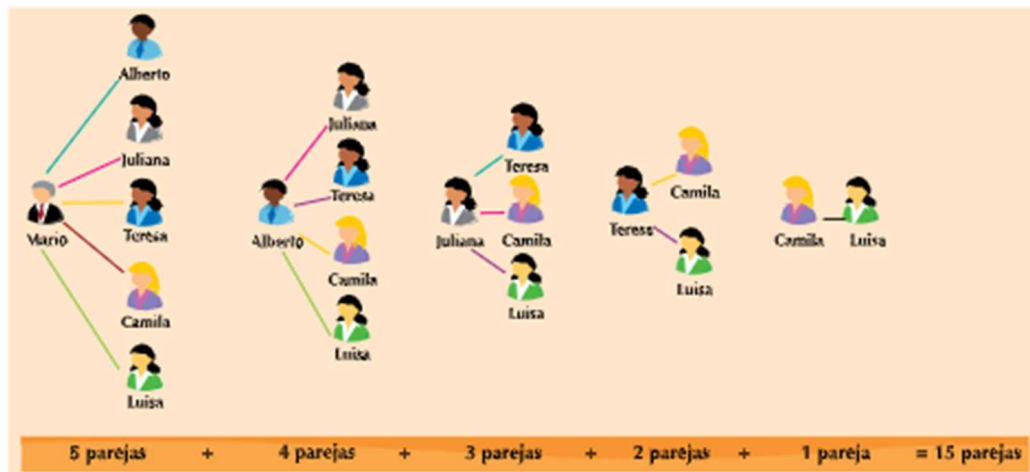 Alberto
Juliana
Mario
Teresa
Camila
Luisa
Juliana
Alberto
Teresa
Camila
Luisa
Teresa
Juliana
Camila
Luisa
Teresa
Camila
Luisa
Camila
Luisa
5 parejas + 4 parejas + 3 parejas + 2 parejas + 1 pareja = 15 parejas